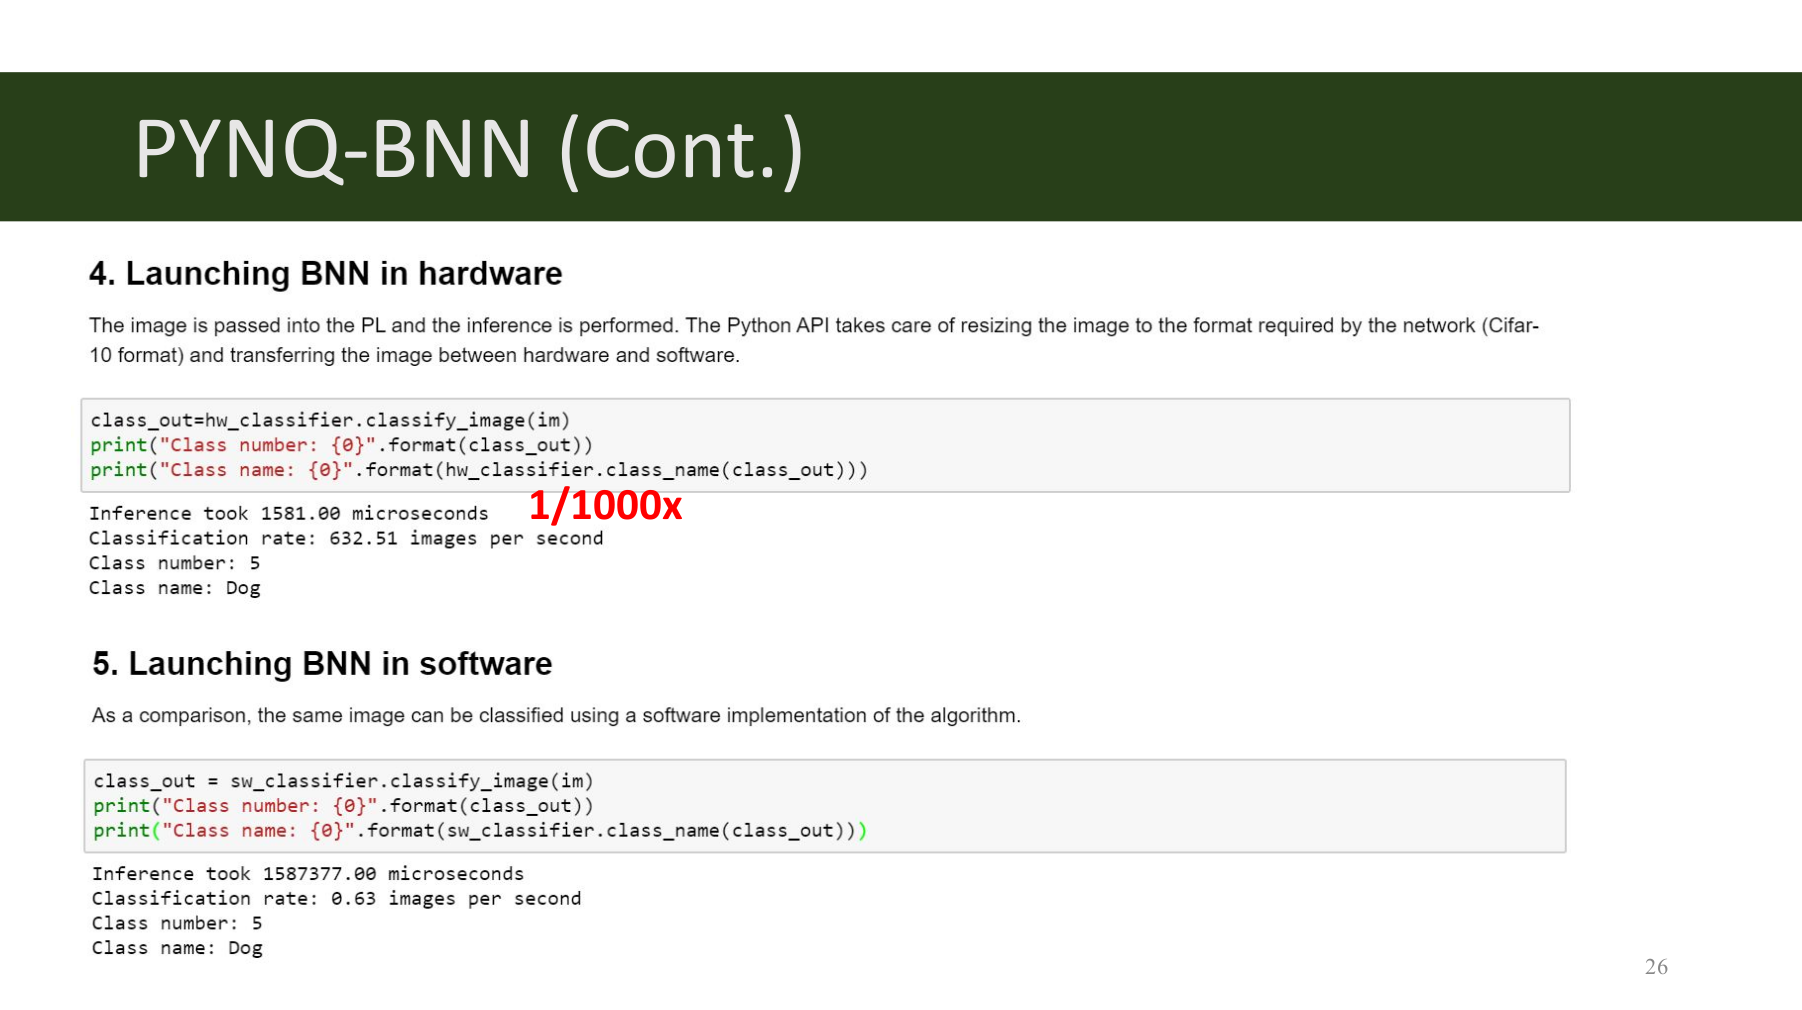 PYNQ-BNN (Cont.)
4. Launching BNN in hardware
The image is passed into the PL and the inference is performed. The Python API takes care of resizing the image to the format required by the network (Cifar-
10 format) and transferring the image between hardware and software.
class_out=hw_classifier.classify_image(im)
print("Class number: {0}".format(class_out))
print("Class name: {0}".format(hw_classifier.class_name(class_out)))
1/1000x
Inference took 1581.00 microseconds
Classification rate: 632.51 images per second
Class number: 5
Class name: Dog
5. Launching BNN in software
As a comparison, the same image can be classified using a software implementation of the algorithm.
class_out = sw_classifier.classify_image(im)
print("Class number: {0}".format(class_out))
print("Class name: {0}".format(sw_classifier.class_name(class_out)))
Inference took 1587377.00 microseconds
Classification rate: 0.63 images per second
Class number: 5
Class name: Dog
26